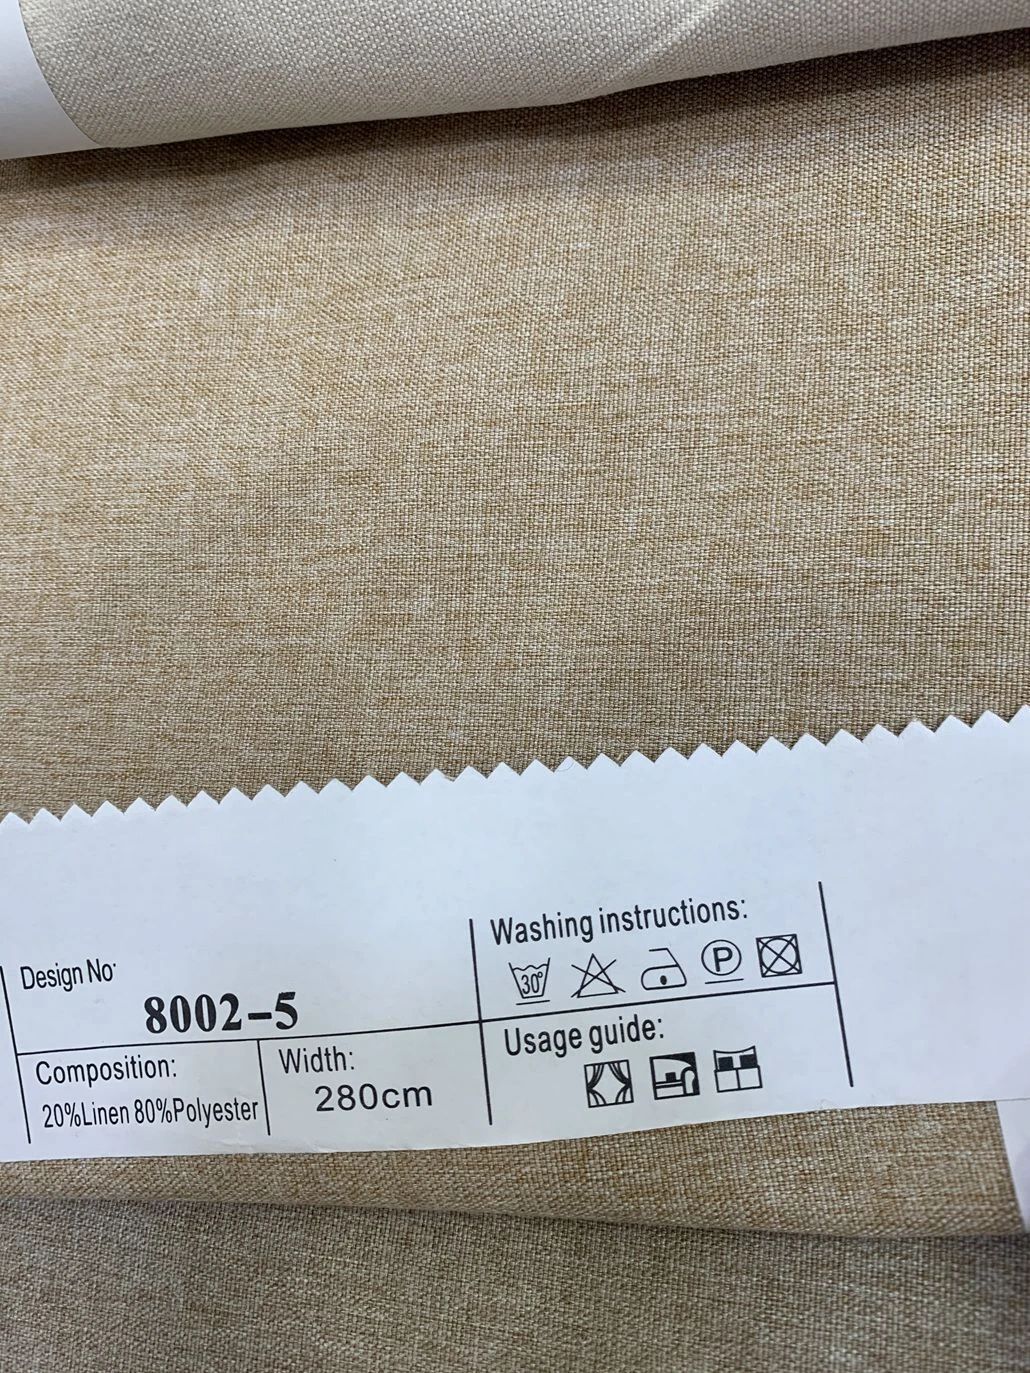 Design No.
8002-5
Composition:
20%Linen 80%Polyester
Width:
280cm
Washing instructions:
30°
P
Usage guide: